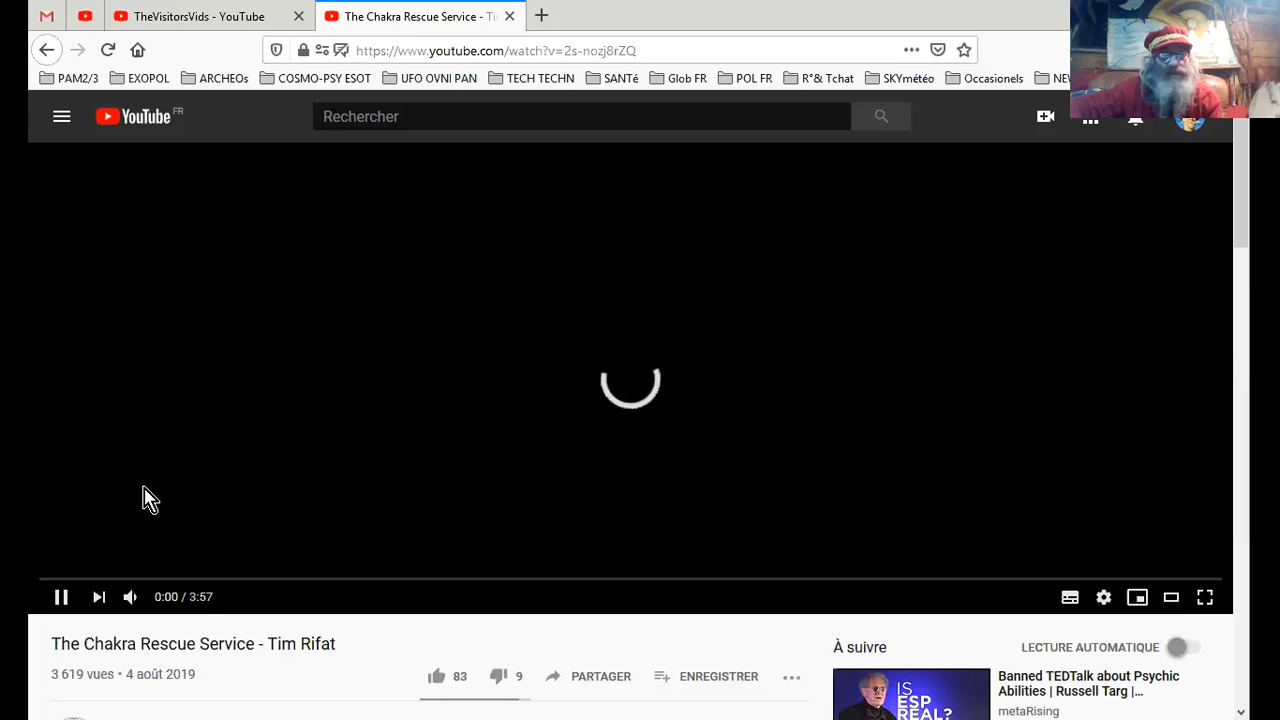 TheVisitorsVids - YouTube
The Chakra Rescue Service - Ti
https://www.youtube.com/watch?v=2s-nozj8rZQ
PAM2/3 EXOPOL ARCHEOs COSMO-PSY ESOT UFO OVNI PAN TECH TECHN SANTé Glob FR POL FR R°& Tchat SKYmétéo Occasionels NEW
YouTube FR
Rechercher
0:00 / 3:57
The Chakra Rescue Service - Tim Rifat
3 619 vues • 4 août 2019
83 9 PARTAGER ENREGISTRER
À suivre
LECTURE AUTOMATIQUE
IS ESP REAL?
Banned TEDTalk about Psychic
Abilities | Russell Targ |...
metaRising